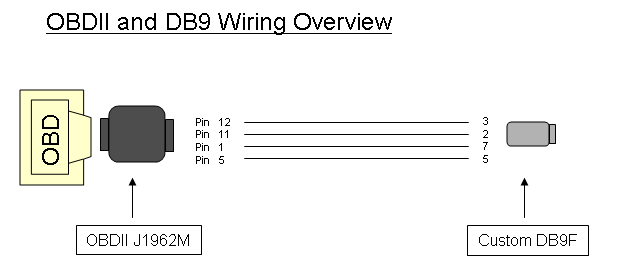 OBDII and DB9 Wiring Overview
OBD
Pin 12 3
Pin 11 2
Pin 1 7
Pin 5 5
OBDII J1962M
Custom DB9F